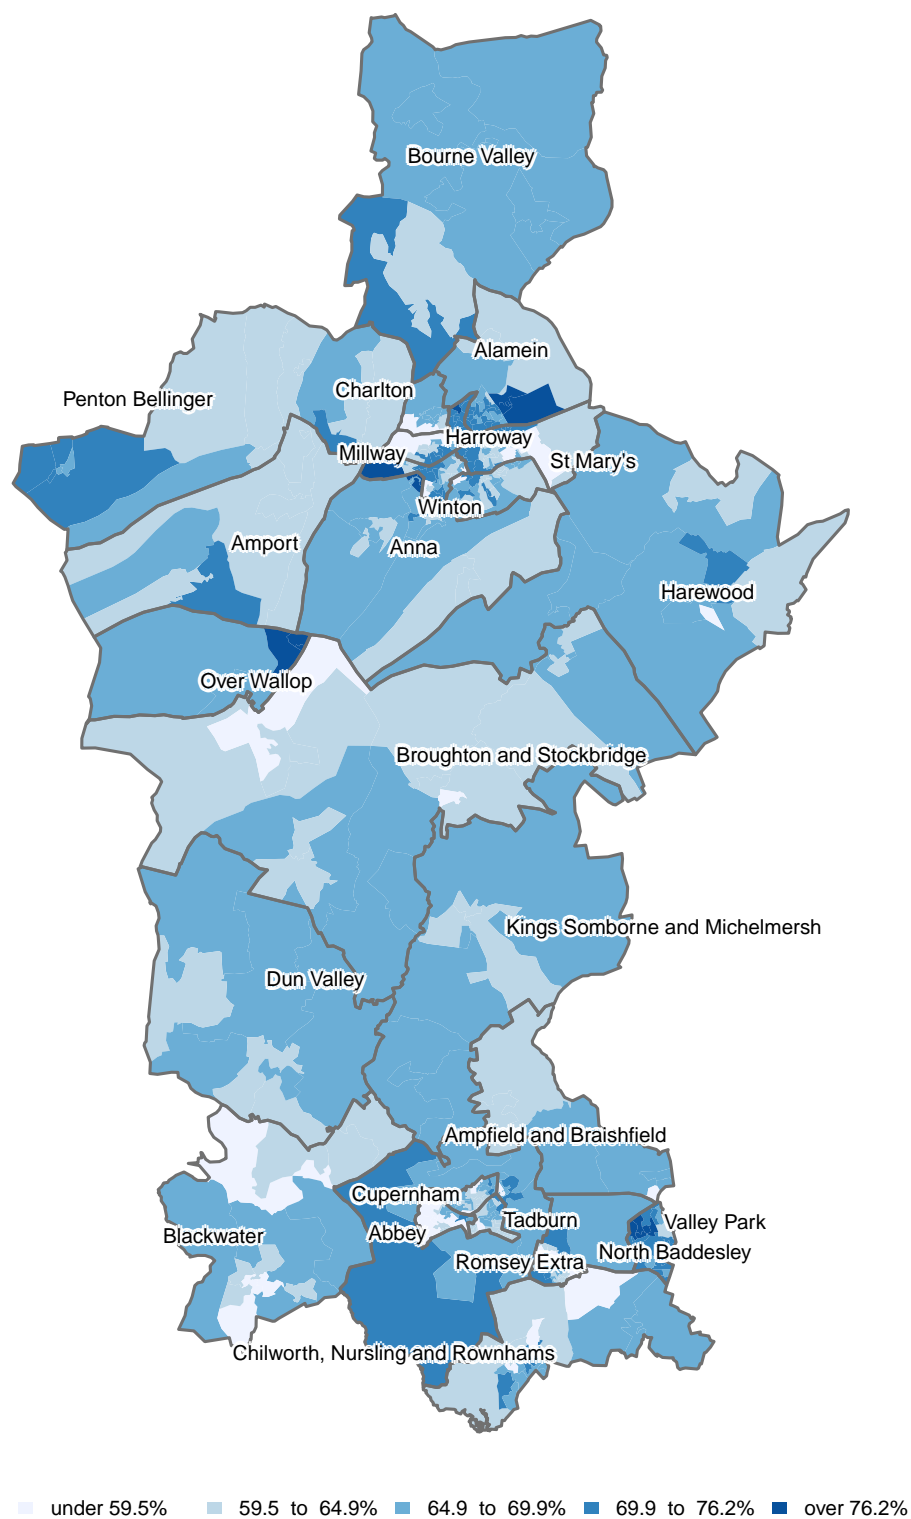 Bourne Valley
Alamein
Charlton
Penton Bellinger
Harroway
Millway
St Mary's
Winton
Amport
Anna
Harewood
Over Wallop
Broughton and Stockbridge
Kings Somborne and Michelmersh
Dun Valley
Ampfield and Braishfield
Cupernham
Tadburn
Valley Park
Abbey
Blackwater
North Baddesley
Romsey Extra
Chilworth, Nursling and Rownhams
under 59.5% 59.5 to 64.9% 64.9 to 69.9% 69.9 to 76.2% over 76.2%